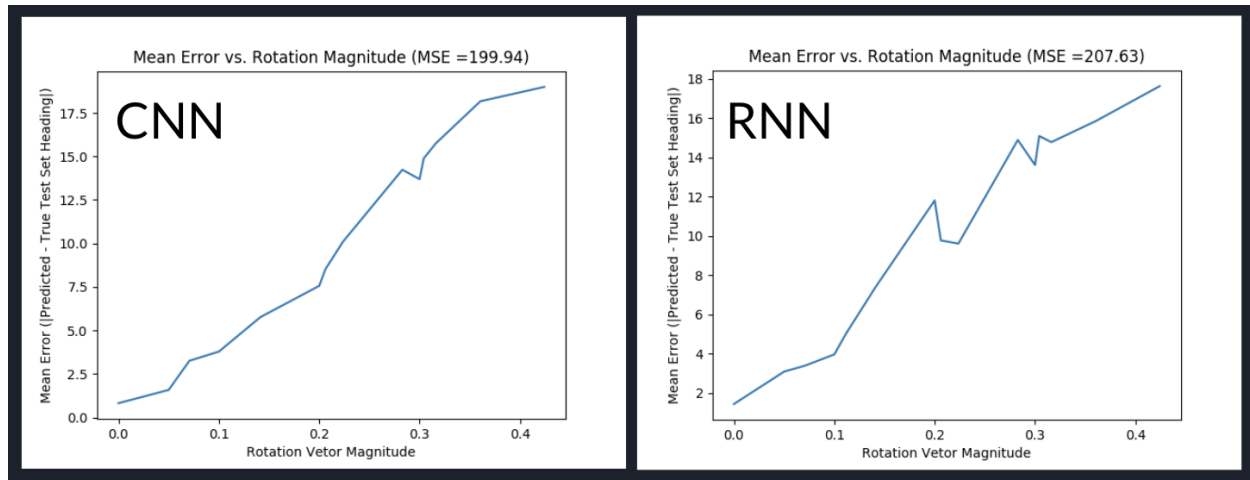 Mean Error vs. Rotation Magnitude (MSE =199.94)
CNN
Mean Error (|Predicted - True Test Set Heading|)
17.5
15.0
12.5
10.0
7.5
5.0
2.5
0.0
0.0 0.1 0.2 0.3 0.4
Rotation Vetor Magnitude
Mean Error vs. Rotation Magnitude (MSE =207.63)
RNN
Mean Error (|Predicted - True Test Set Heading|)
18
16
14
12
10
8
6
4
2
0.0 0.1 0.2 0.3 0.4
Rotation Vetor Magnitude